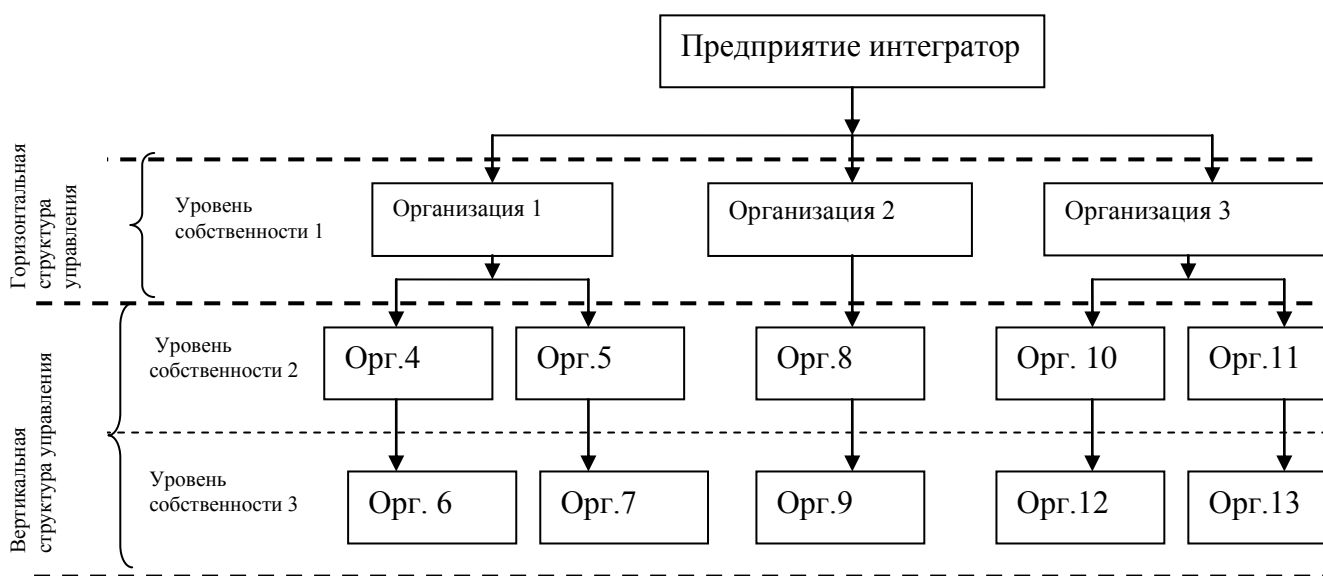 Предприятие интегратор
Горизонтальная
структура
управления
Уровень
собственности 1
Организация 1
Организация 2
Организация 3
Вертикальная
структура управления
Уровень
собственности 2
Орг.4
Орг.5
Орг.8
Орг. 10
Орг.11
Уровень
собственности 3
Орг. 6
Орг.7
Орг.9
Орг.12
Орг.13